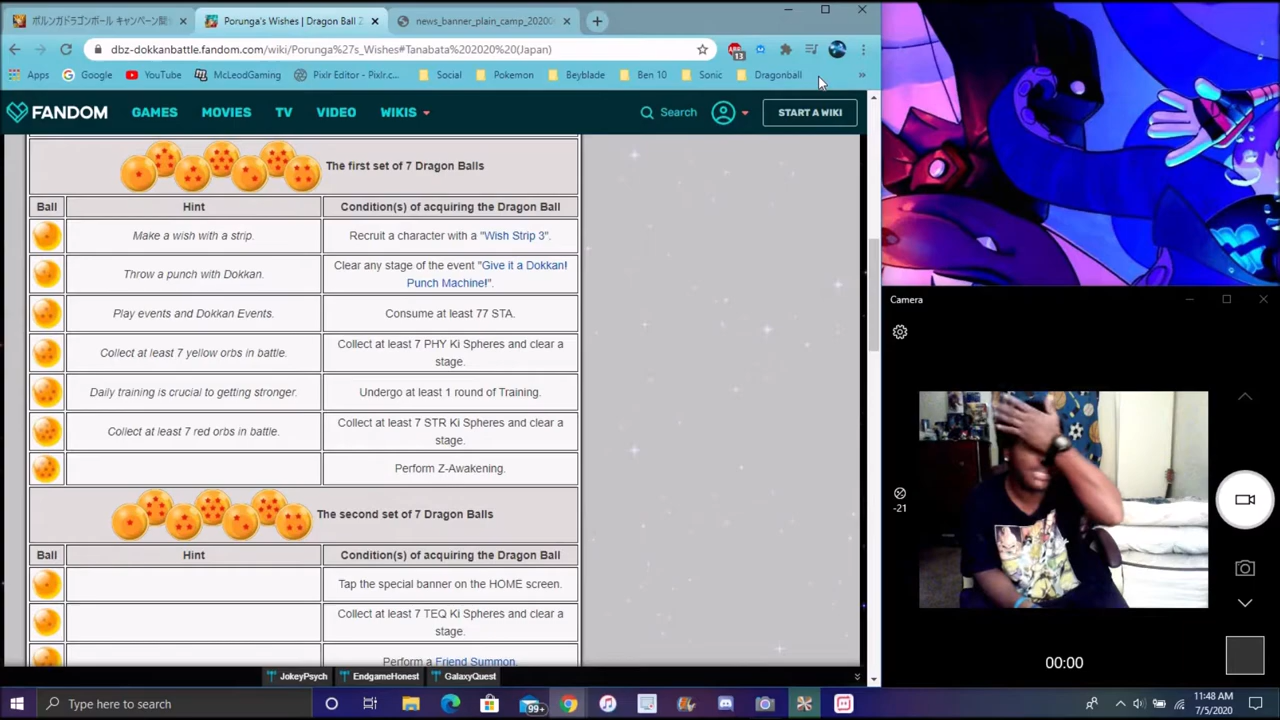 ボルンガドラゴンボール キャンペーン開
Porunga's Wishes | Dragon Ball Z
news_banner_plain_camp_20200
dbz-dokkanbattle.fandom.com/wiki/Porunga%27s_Wishes#Tanabata%202020%20(Japan)
13
Apps Google YouTube McLeodGaming Pixlr Editor - Pixlr.c... Social Pokemon Beyblade Ben 10 Sonic Dragonball »
FANDOM GAMES MOVIES TV VIDEO WIKIS Search START A WIKI
The first set of 7 Dragon Balls
Ball Hint Condition(s) of acquiring the Dragon Ball
Make a wish with a strip. Recruit a character with a "Wish Strip 3".
Throw a punch with Dokkan. Clear any stage of the event "Give it a Dokkan!
Punch Machine!".
Play events and Dokkan Events. Consume at least 77 STA.
Collect at least 7 yellow orbs in battle. Collect at least 7 PHY Ki Spheres and clear a
stage.
Daily training is crucial to getting stronger. Undergo at least 1 round of Training.
Collect at least 7 red orbs in battle. Collect at least 7 STR Ki Spheres and clear a
stage.
Perform Z-Awakening.
The second set of 7 Dragon Balls
Ball Hint Condition(s) of acquiring the Dragon Ball
Tap the special banner on the HOME screen.
Collect at least 7 TEQ Ki Spheres and clear a
stage.
Perform a Friend Summon.
JokeyPsych EndgameHonest GalaxyQuest
Camera
-21
00:00
Type here to search
99+
11:48 AM
7/5/2020